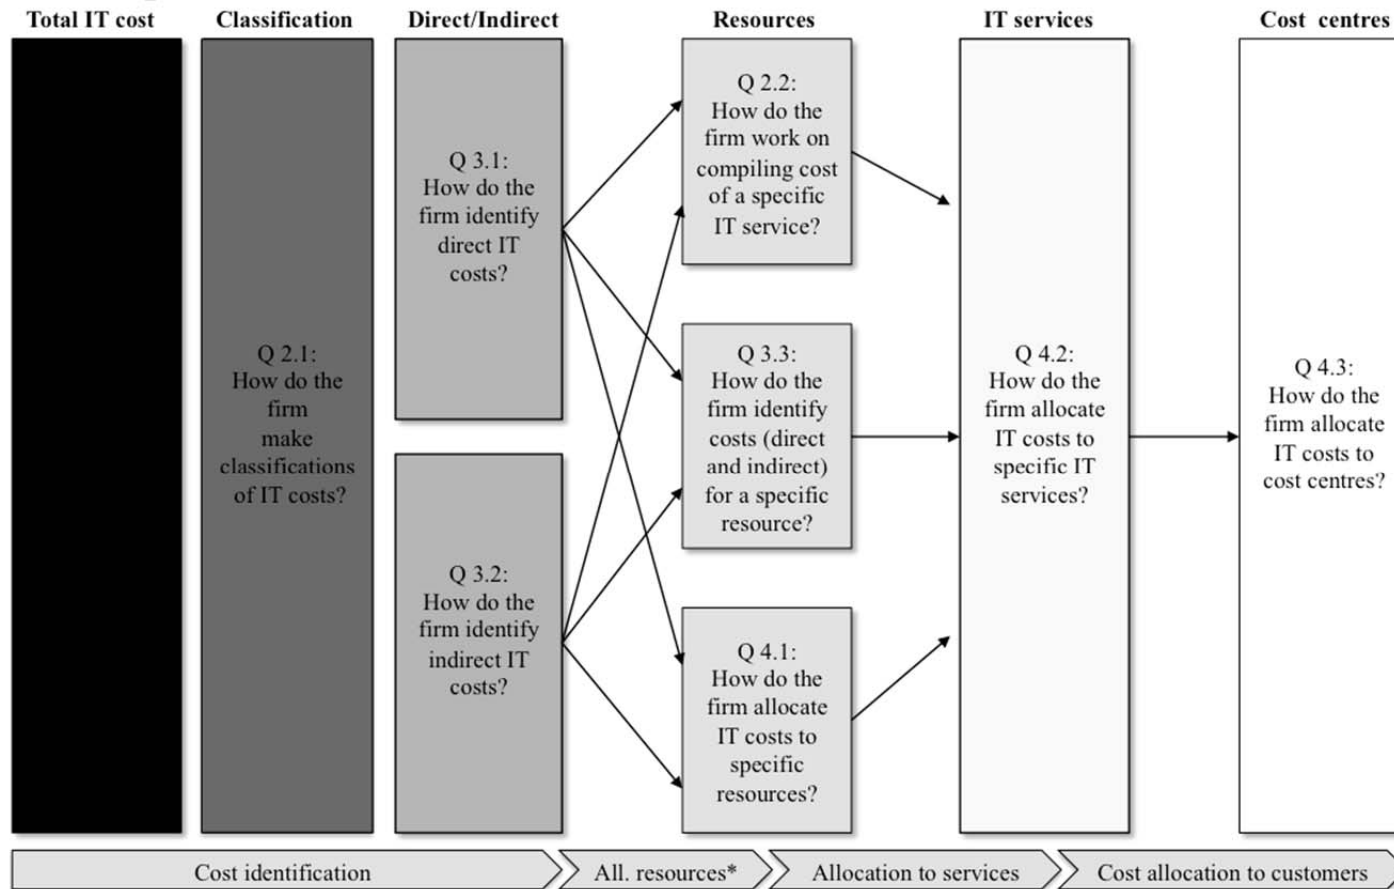 Total IT cost
Classification
Direct/Indirect
Resources
IT services
Cost centres
Q 2.1:
How do the
firm
make
classifications
of IT costs?
Q 3.1:
How do the
firm identify
direct IT
costs?
Q 3.2:
How do the
firm identify
indirect IT
costs?
Q 2.2:
How do the
firm work on
compiling cost
of a specific
IT service?
Q 3.3:
How do the
firm identify
costs (direct
and indirect)
for a specific
resource?
Q 4.1:
How do the
firm allocate
IT costs to
specific
resources?
Q 4.2:
How do the
firm allocate
IT costs to
specific IT
services?
Q 4.3:
How do the
firm allocate
IT costs to
cost centres?
Cost identification
All. resources*
Allocation to services
Cost allocation to customers